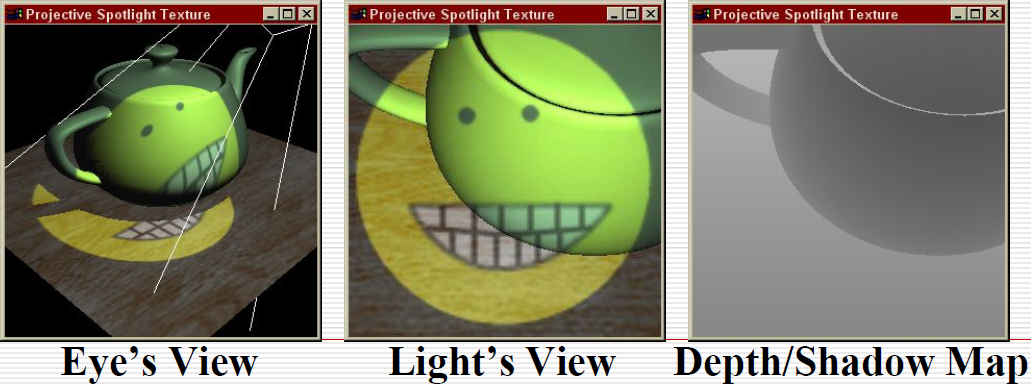 Projective Spotlight Texture
Projective Spotlight Texture
Projective Spotlight Texture
Eye's View
Light's View
Depth/Shadow Map